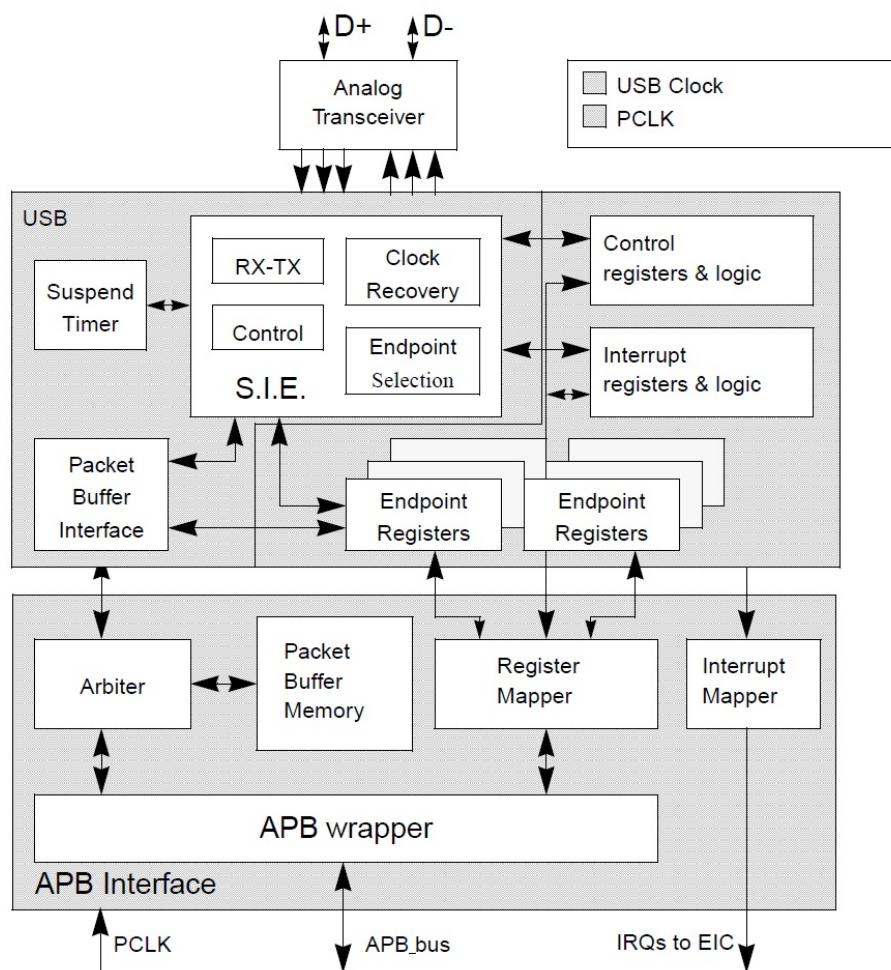 D+ D-
Analog
Transceiver
USB Clock
PCLK
USB
RX-TX
Clock
Recovery
Control
registers & logic
Suspend
Timer
Control
Endpoint
Selection
Interrupt
registers & logic
S.I.E.
Packet
Buffer
Interface
Endpoint
Registers
Endpoint
Registers
Arbiter
Packet
Buffer
Memory
Register
Mapper
Interrupt
Mapper
APB wrapper
APB Interface
PCLK
APB_bus
IRQs to EIC